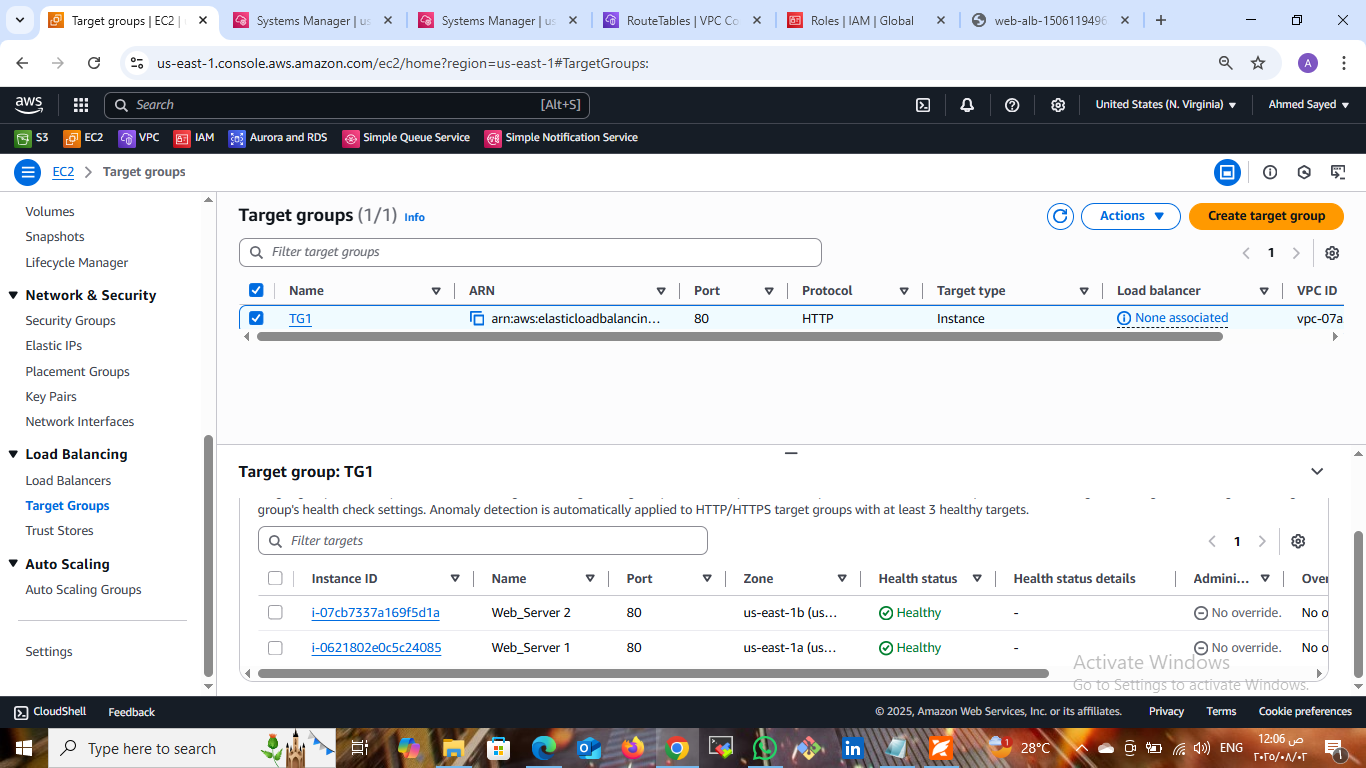 Target groups | EC2 |
Systems Manager | us
Systems Manager | us
RouteTables | VPC Co
Roles | IAM | Global
web-alb-1506119496
us-east-1.console.aws.amazon.com/ec2/home?region=us-east-1#TargetGroups:
A
aws
Search
[Alt+S]
United States (N. Virginia)
Ahmed Sayed
S3
EC2
VPC
IAM
Aurora and RDS
Simple Queue Service
Simple Notification Service
EC2
Target groups
Volumes
Snapshots
Lifecycle Manager
Network & Security
Security Groups
Elastic IPs
Placement Groups
Key Pairs
Network Interfaces
Load Balancing
Load Balancers
Target Groups
Trust Stores
Auto Scaling
Auto Scaling Groups
Settings
Target groups (1/1) Info
Actions
Create target group
Filter target groups
1
Name ARN Port Protocol Target type Load balancer VPC ID
TG1 arn:aws:elasticloadbalancin... 80 HTTP Instance None associated vpc-07a
Target group: TG1
group's health check settings. Anomaly detection is automatically applied to HTTP/HTTPS target groups with at least 3 healthy targets.
Filter targets
1
Instance ID Name Port Zone Health status Health status details Admini... Over
i-07cb7337a169f5d1a Web_Server 2 80 us-east-1b (us... Healthy - No override. No o
i-0621802e0c5c24085 Web_Server 1 80 us-east-1a (us... Healthy - No override. No o
Activate Windows
Go to Settings to activate Windows.
CloudShell
Feedback
© 2025, Amazon Web Services, Inc. or its affiliates.
Privacy
Terms
Cookie preferences
Type here to search
28°C
ENG
12:06 ص
٢٠٢٥/٠٨/٠٢
1